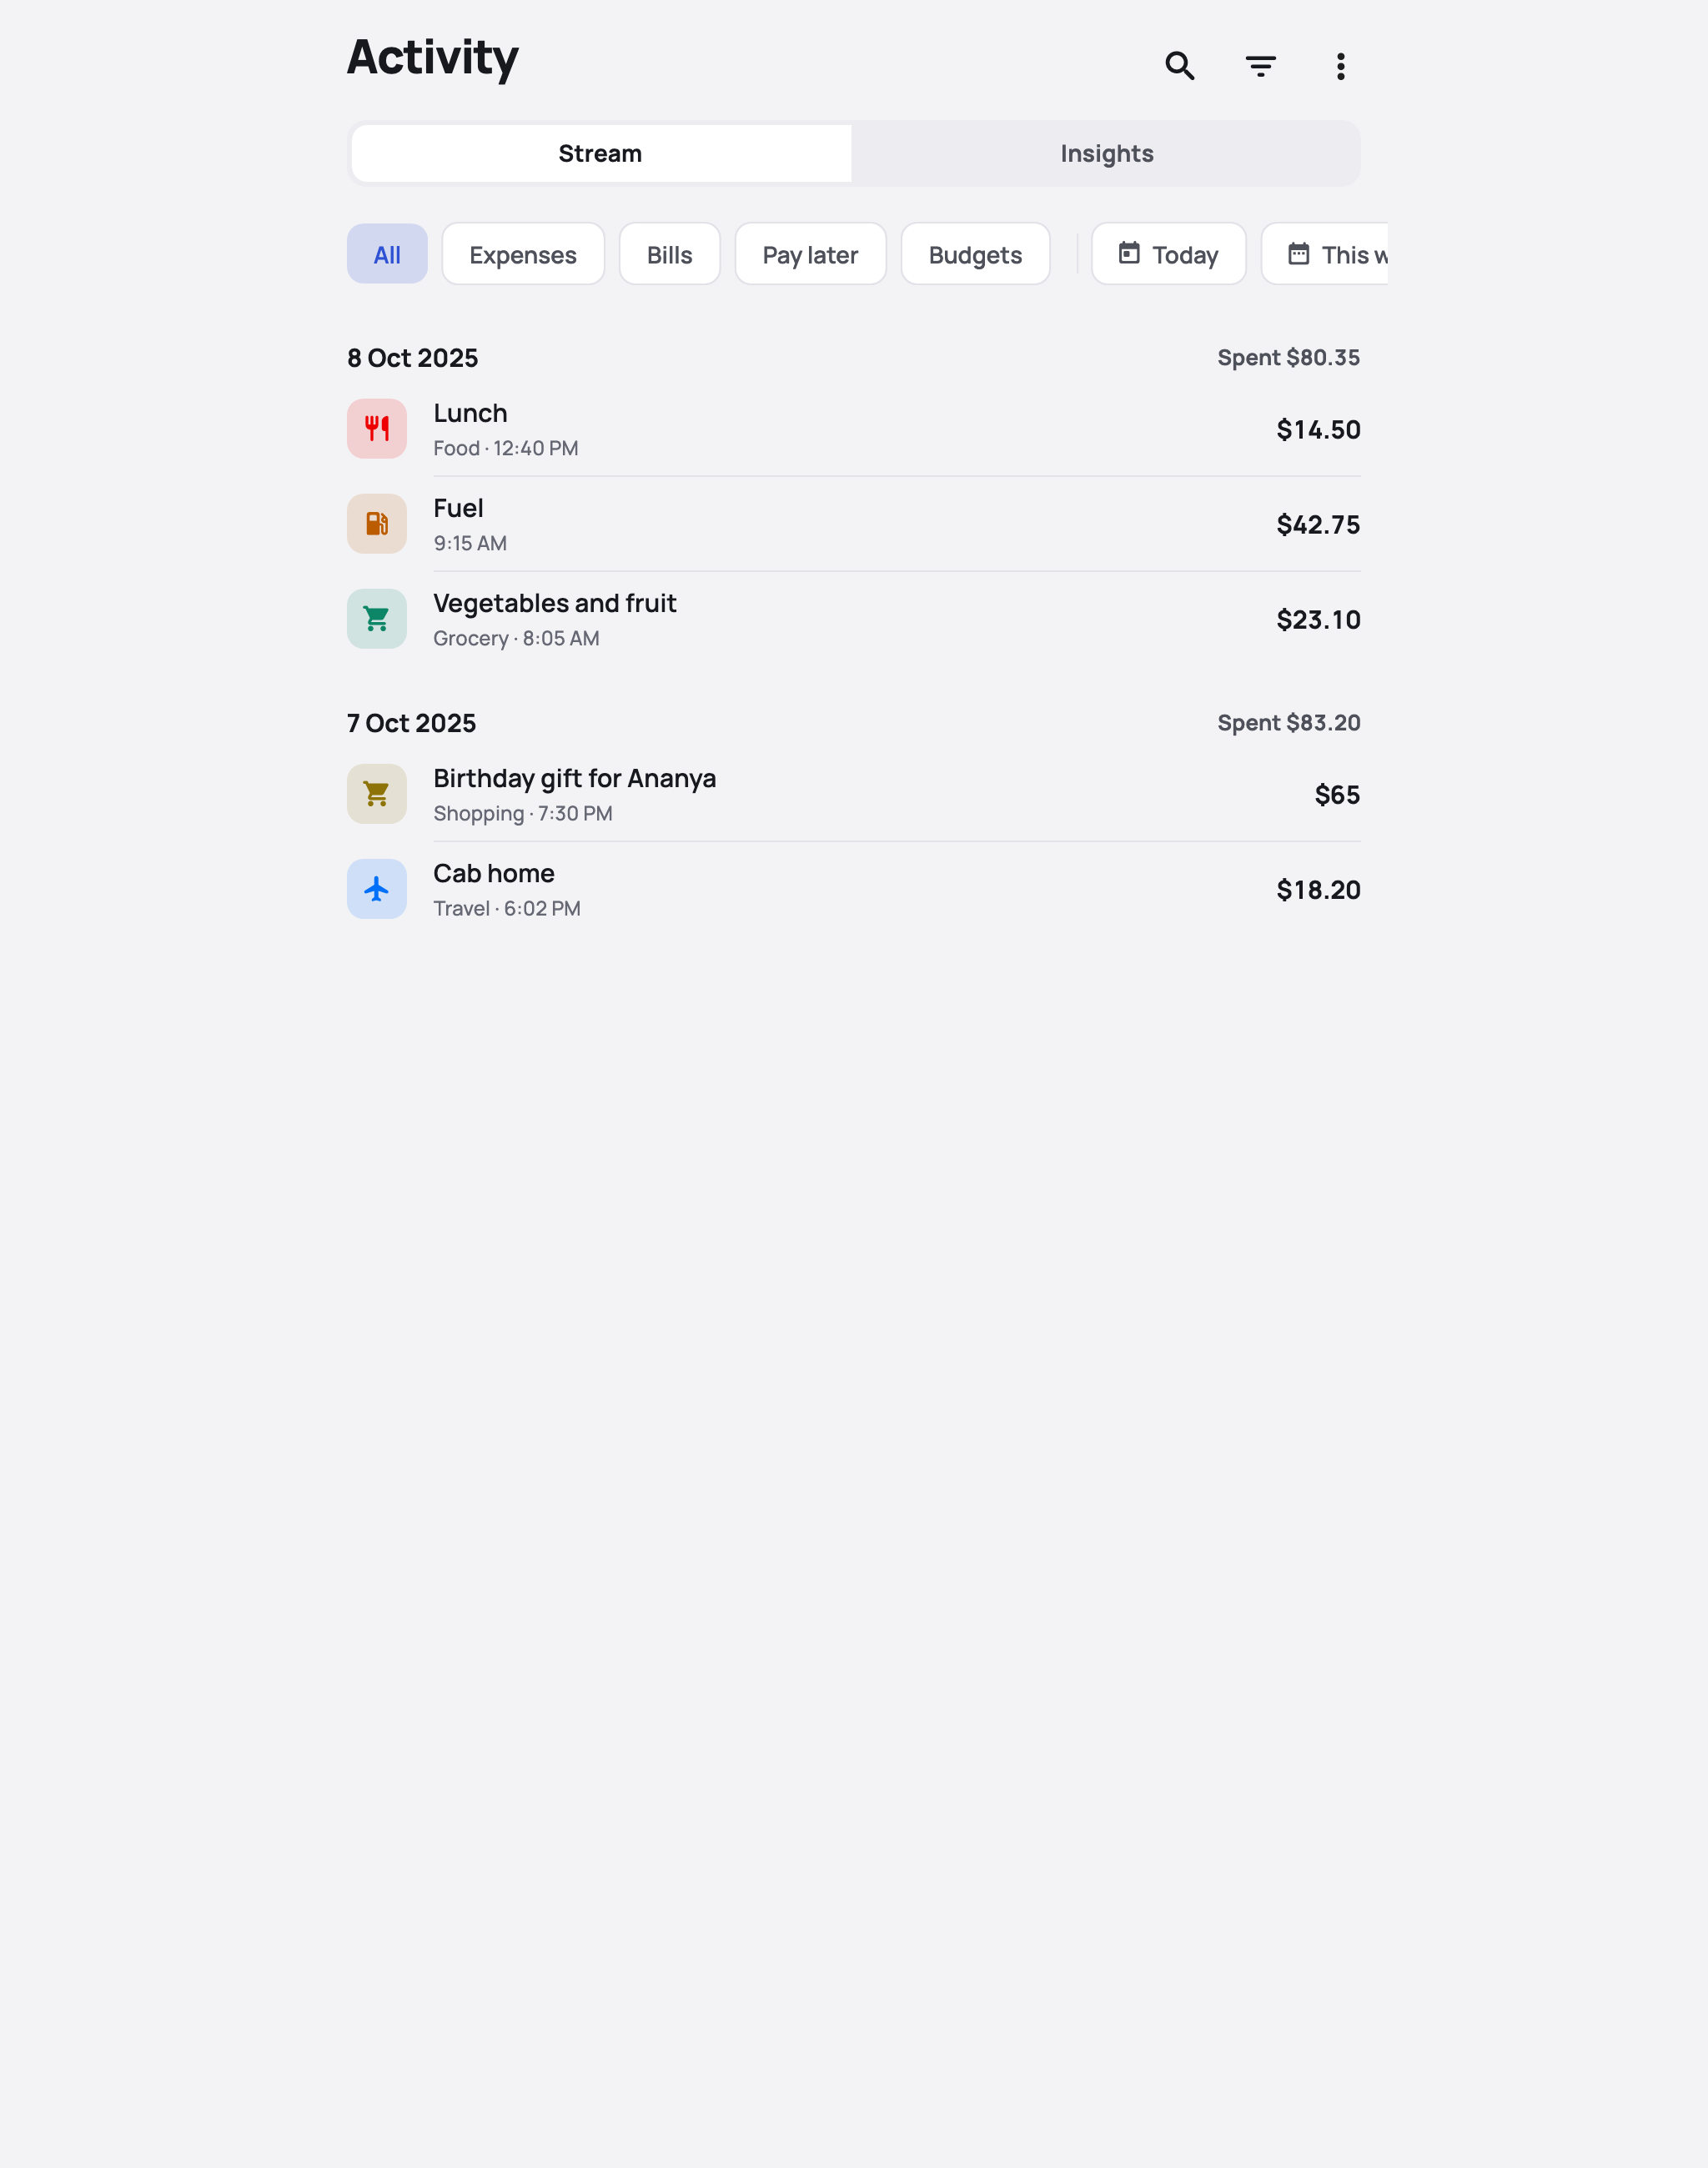 Activity
Stream Insights
All Expenses Bills Pay later Budgets Today This w
8 Oct 2025 Spent $80.35
Lunch
Food · 12:40 PM
$14.50
Fuel
9:15 AM
$42.75
Vegetables and fruit
Grocery · 8:05 AM
$23.10
7 Oct 2025 Spent $83.20
Birthday gift for Ananya
Shopping · 7:30 PM
$65
Cab home
Travel · 6:02 PM
$18.20